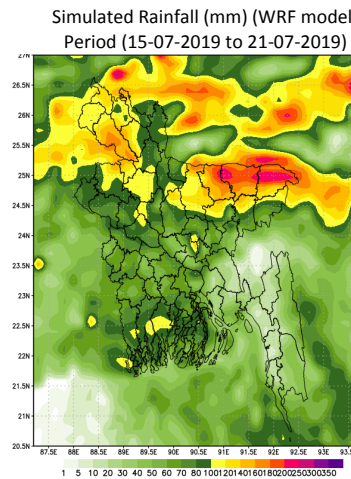 Simulated Rainfall (mm) (WRF model
Period (15-07-2019 to 21-07-2019)
27N
26.5N
26N
25.5N
25N
24.5N
24N
23.5N
23N
22.5N
22N
21.5N
21N
20.5N
87.5E 88E 88.5E 89E 89.5E 90E 90.5E 91E 91.5E 92E 92.5E 93E 93.5
1 5 10 20 30 40 50 60 70 80 100120140160180200250300350